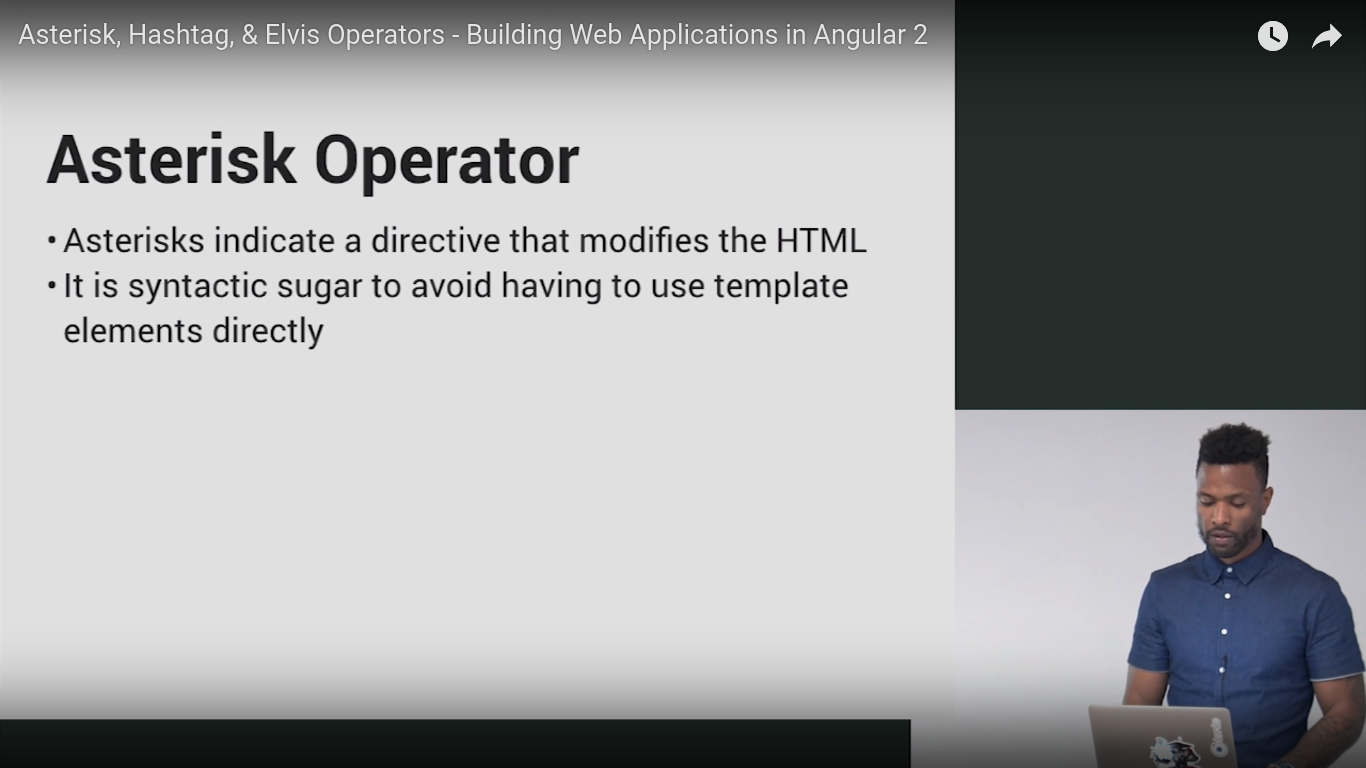 Asterisk, Hashtag, & Elvis Operators - Building Web Applications in Angular 2
Asterisk Operator
• Asterisks indicate a directive that modifies the HTML
• It is syntactic sugar to avoid having to use template
elements directly